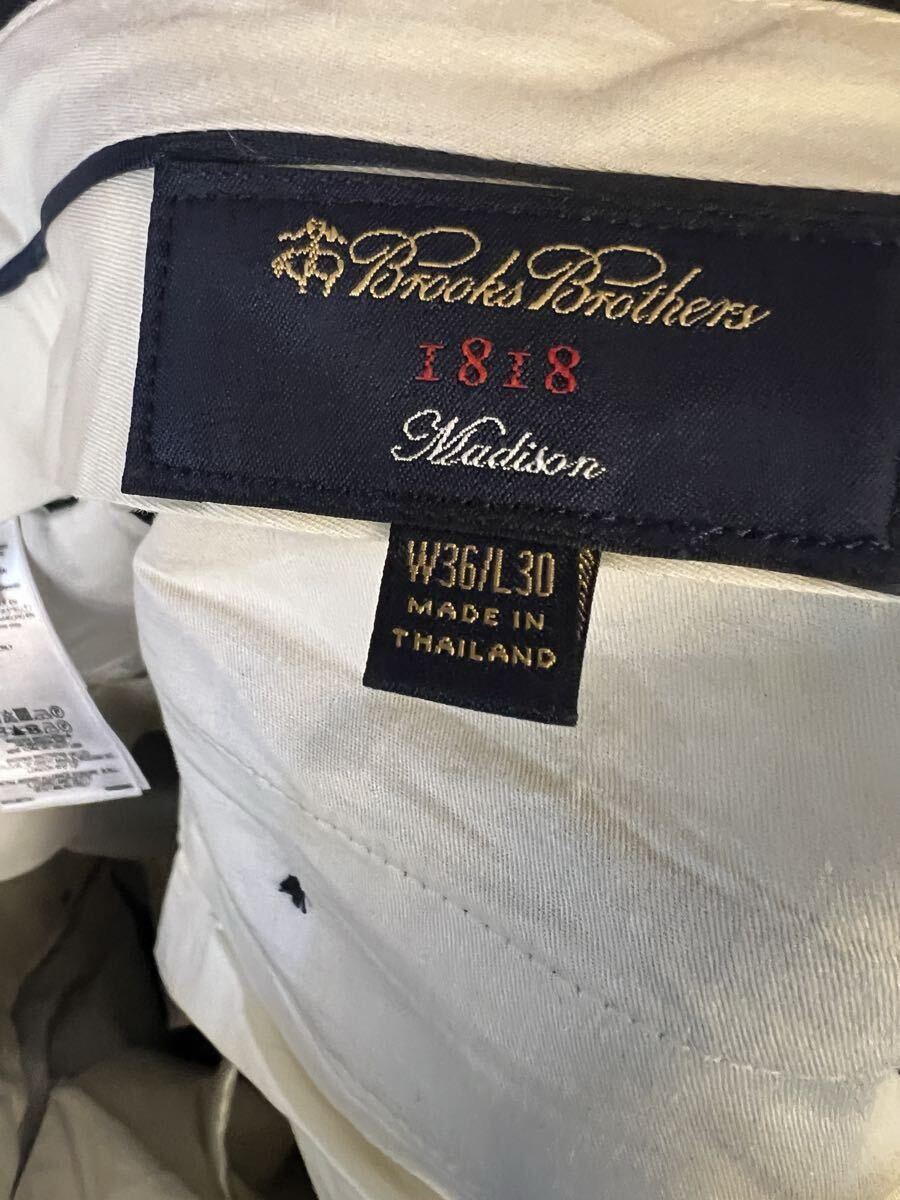 Brooks Brothers
1818
Madison
W36/L30
MADE IN
THAILAND